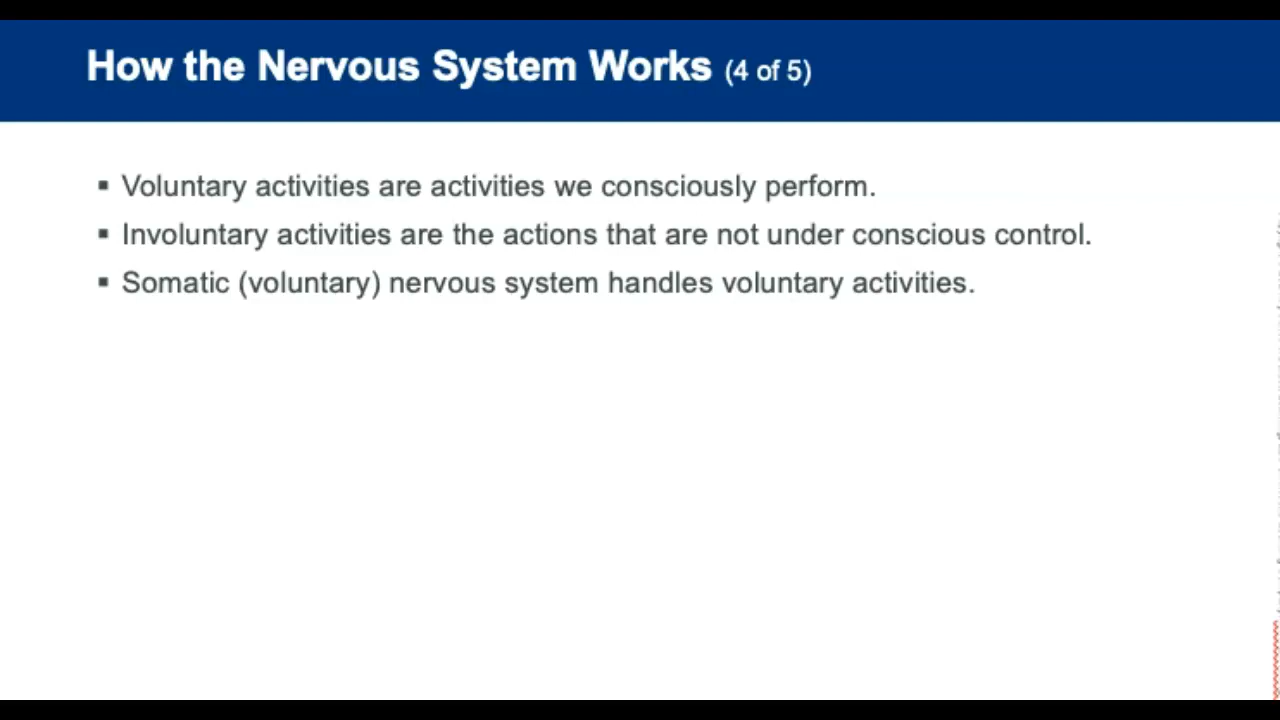 How the Nervous System Works (4 of 5)
▪ Voluntary activities are activities we consciously perform.
▪ Involuntary activities are the actions that are not under conscious control.
▪ Somatic (voluntary) nervous system handles voluntary activities.